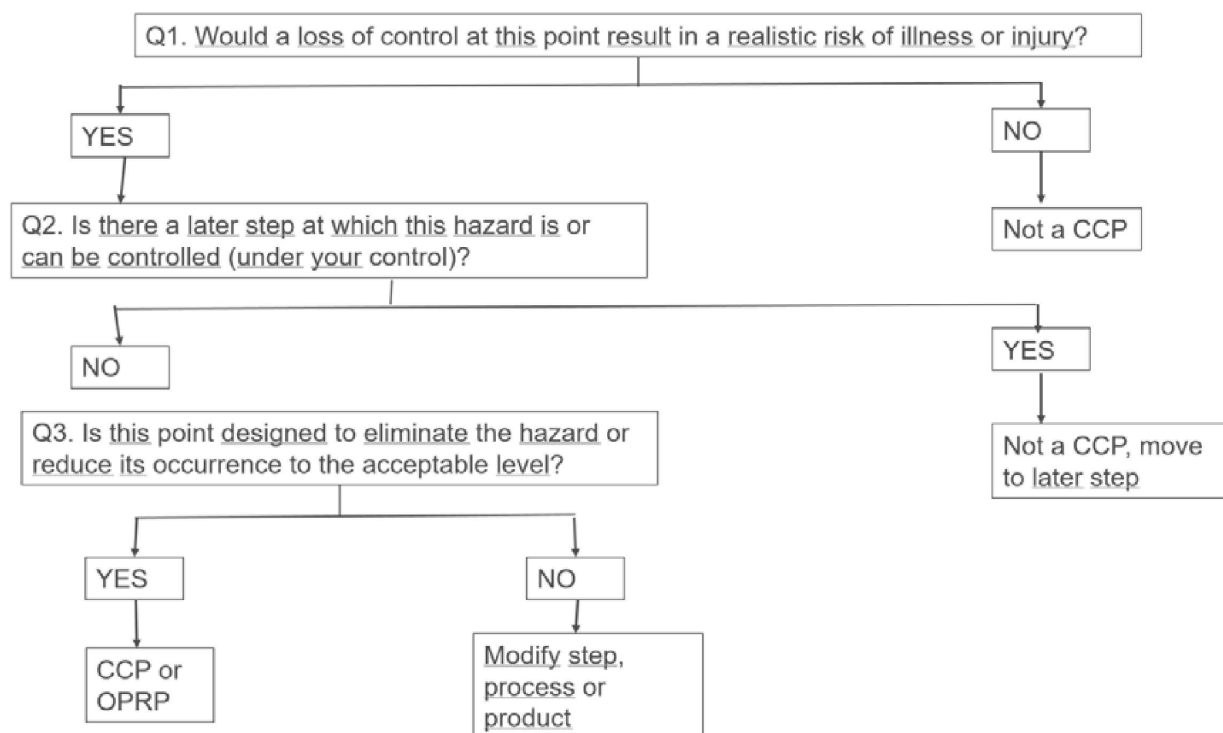 Q1. Would a loss of control at this point result in a realistic risk of illness or injury?
YES
NO
Not a CCP
Q2. Is there a later step at which this hazard is or
can be controlled (under your control)?
NO
YES
Not a CCP, move
to later step
Q3. Is this point designed to eliminate the hazard or
reduce its occurrence to the acceptable level?
YES
NO
CCP or
OPRP
Modify step,
process or
product